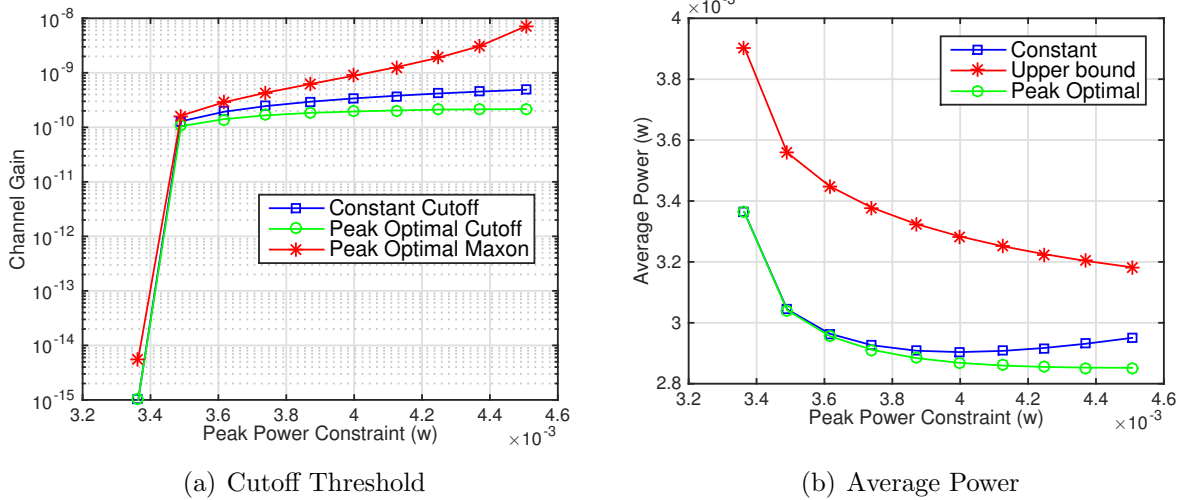 10^-8
10^-9
10^-10
10^-11
10^-12
10^-13
10^-14
10^-15
Channel Gain
Constant Cutoff
Peak Optimal Cutoff
Peak Optimal Maxon
3.2 3.4 3.6 3.8 4 4.2 4.4 4.6
Peak Power Constraint (w)
×10^-3
(a) Cutoff Threshold
4 ×10^-3
3.8
3.6
3.4
3.2
3
2.8
Average Power (w)
Constant
Upper bound
Peak Optimal
3.2 3.4 3.6 3.8 4 4.2 4.4 4.6
Peak Power Constraint (w)
×10^-3
(b) Average Power